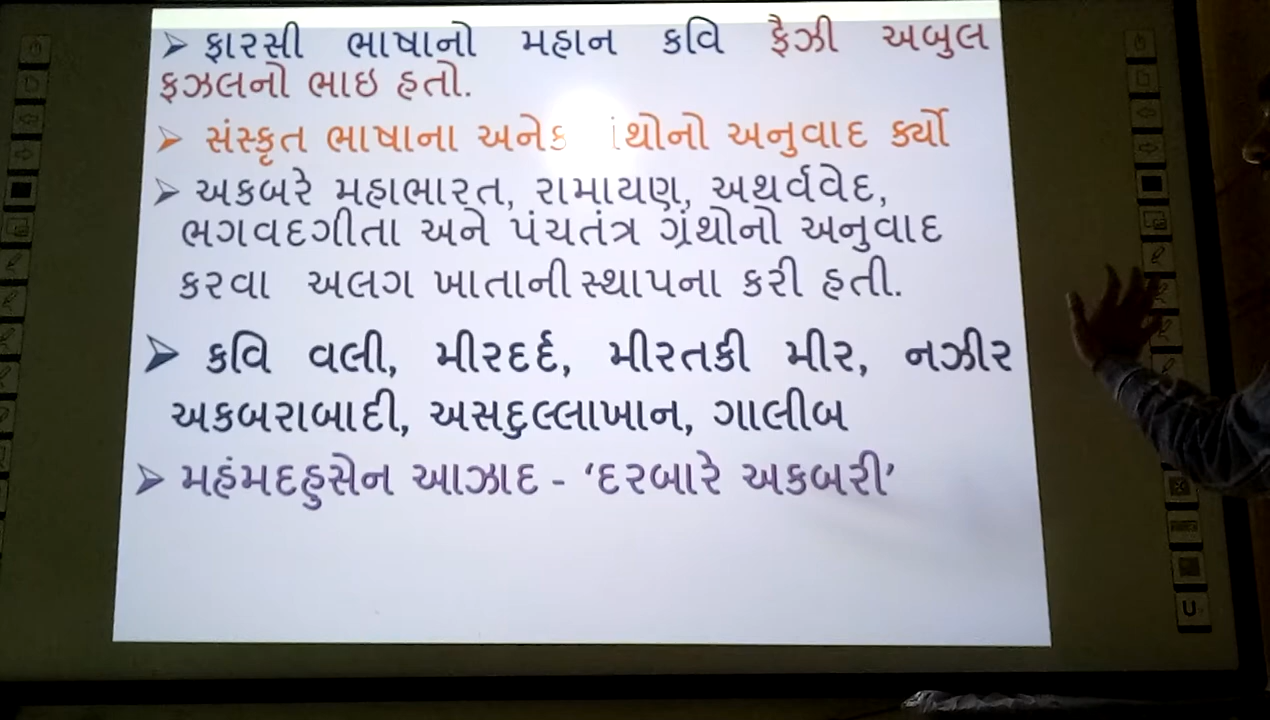 ➢ ફારસી ભાષાનો મહાન કવિ ફૈઝી અબુલ
ફઝલનો ભાઇ હતો.
➢ સંસ્કૃત ભાષાના અનેક અનુવાદ ર્ક્યો
➢ અકબરે મહાભારત, રામાયણ, અથર્વવેદ,
ભગવદગીતા અને પંચતંત્ર ગ્રંથોનો અનુવાદ
કરવા અલગ ખાતાની સ્થાપના કરી હતી.
➢ કવિ વલી, મીરદર્દ, મીરતકી મીર, નઝીર
અકબરાબાદી, અસદુલ્લાખાન, ગાલીબ
➢ મહંમદહુસેન આઝાદ - ‘દરબારે અકબરી’